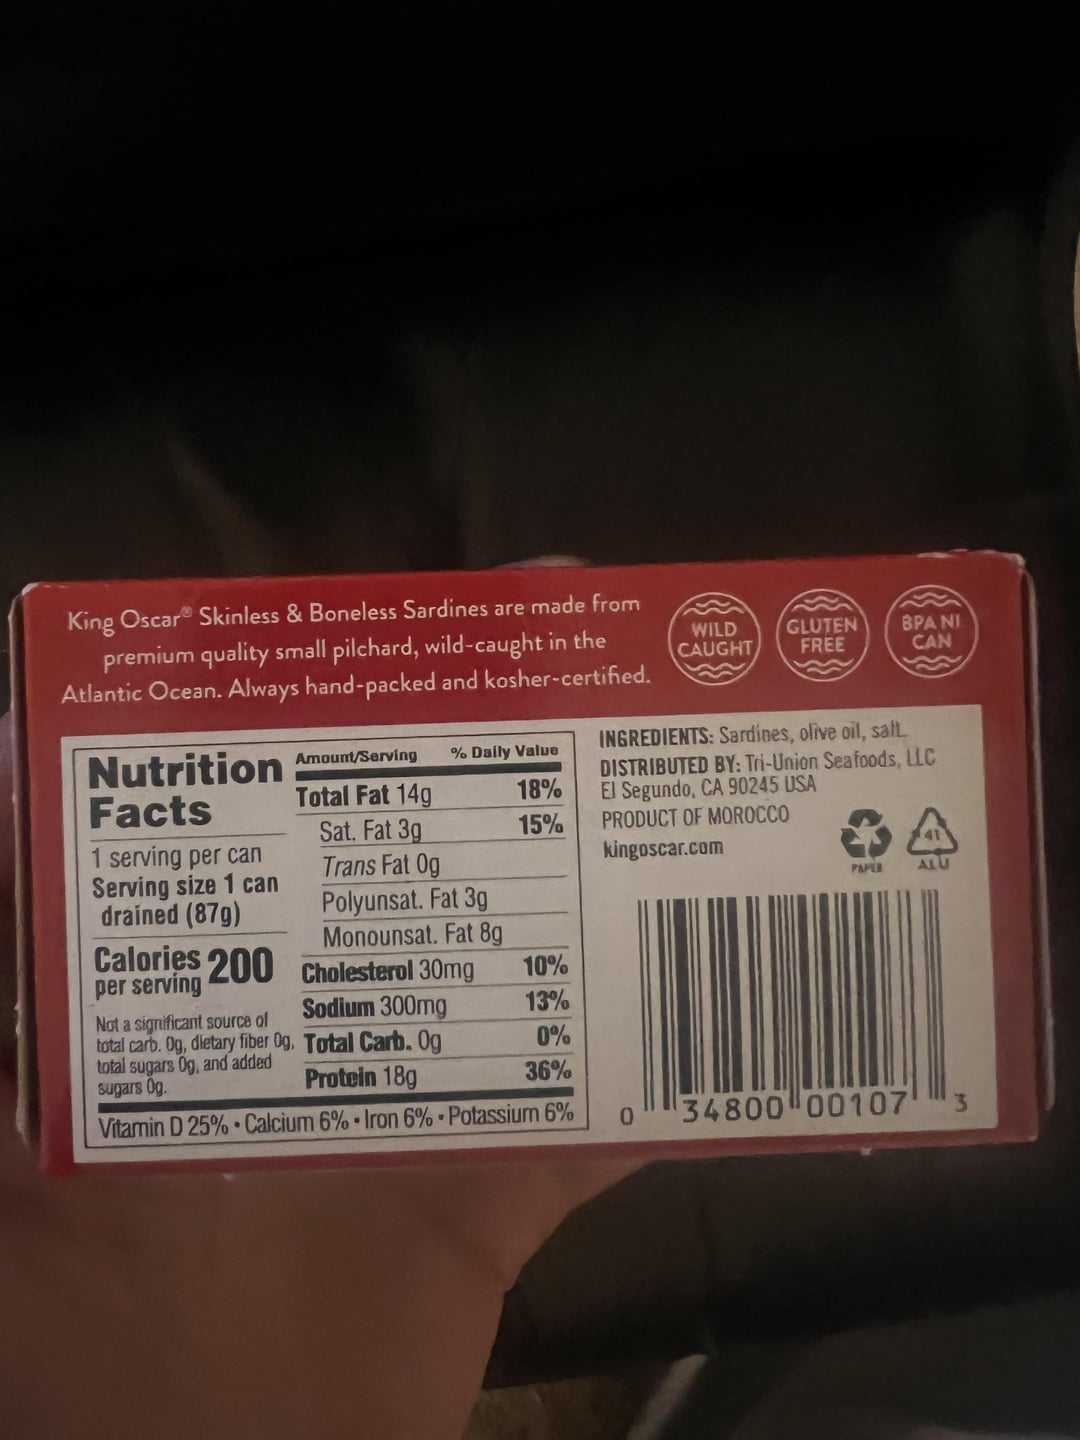 King Oscar® Skinless & Boneless Sardines are made from
premium quality small pilchard, wild-caught in the
Atlantic Ocean. Always hand-packed and kosher-certified.
WILD
CAUGHT
GLUTEN
FREE
BPA NI
CAN
Nutrition
Facts
1 serving per can
Serving size 1 can
drained (87g)
Calories 200
per serving
Not a significant source of
total carb. 0g, dietary fiber 0g,
total sugars 0g, and added
sugars 0g.
Amount/Serving % Daily Value
Total Fat 14g 18%
Sat. Fat 3g 15%
Trans Fat 0g
Polyunsat. Fat 3g
Monounsat. Fat 8g
Cholesterol 30mg 10%
Sodium 300mg 13%
Total Carb. 0g 0%
Protein 18g 36%
Vitamin D 25% • Calcium 6% • Iron 6% • Potassium 6%
INGREDIENTS: Sardines, olive oil, salt.
DISTRIBUTED BY: Tri-Union Seafoods, LLC
El Segundo, CA 90245 USA
PRODUCT OF MOROCCO
kingoscar.com
PAPER
41
ALU
0 34800 00107 3